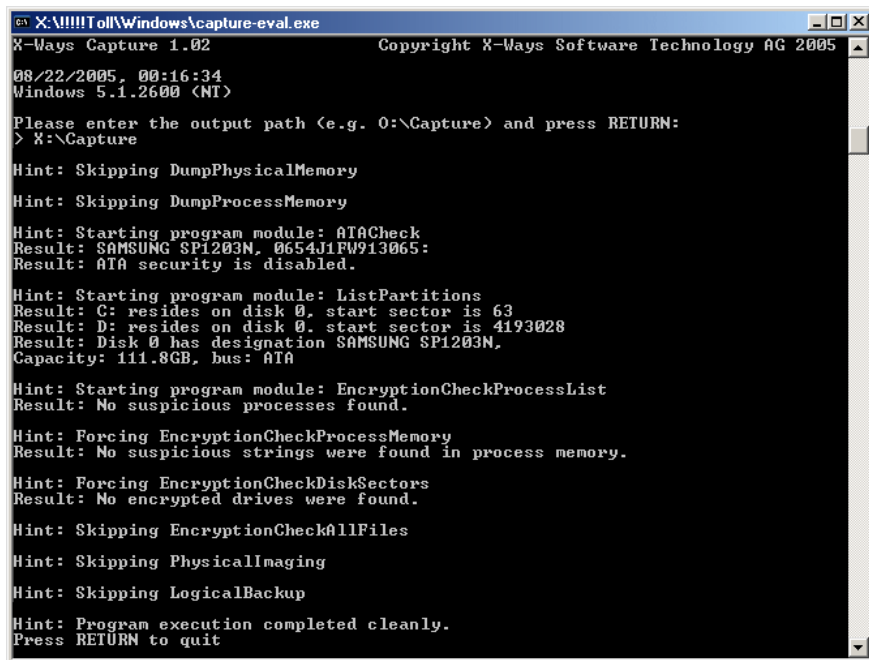 X:\!!!!!Toll\Windows\capture-eval.exe
X-Ways Capture 1.02 Copyright X-Ways Software Technology AG 2005
08/22/2005, 00:16:34
Windows 5.1.2600 (NT)
Please enter the output path (e.g. O:\Capture) and press RETURN:
> X:\Capture
Hint: Skipping DumpPhysicalMemory
Hint: Skipping DumpProcessMemory
Hint: Starting program module: ATACheck
Result: SAMSUNG SP1203N, 0654J1FW913065:
Result: ATA security is disabled.
Hint: Starting program module: ListPartitions
Result: C: resides on disk 0, start sector is 63
Result: D: resides on disk 0. start sector is 4193028
Result: Disk 0 has designation SAMSUNG SP1203N,
Capacity: 111.8GB, bus: ATA
Hint: Starting program module: EncryptionCheckProcessList
Result: No suspicious processes found.
Hint: Forcing EncryptionCheckProcessMemory
Result: No suspicious strings were found in process memory.
Hint: Forcing EncryptionCheckDiskSectors
Result: No encrypted drives were found.
Hint: Skipping EncryptionCheckAllFiles
Hint: Skipping PhysicalImaging
Hint: Skipping LogicalBackup
Hint: Program execution completed cleanly.
Press RETURN to quit